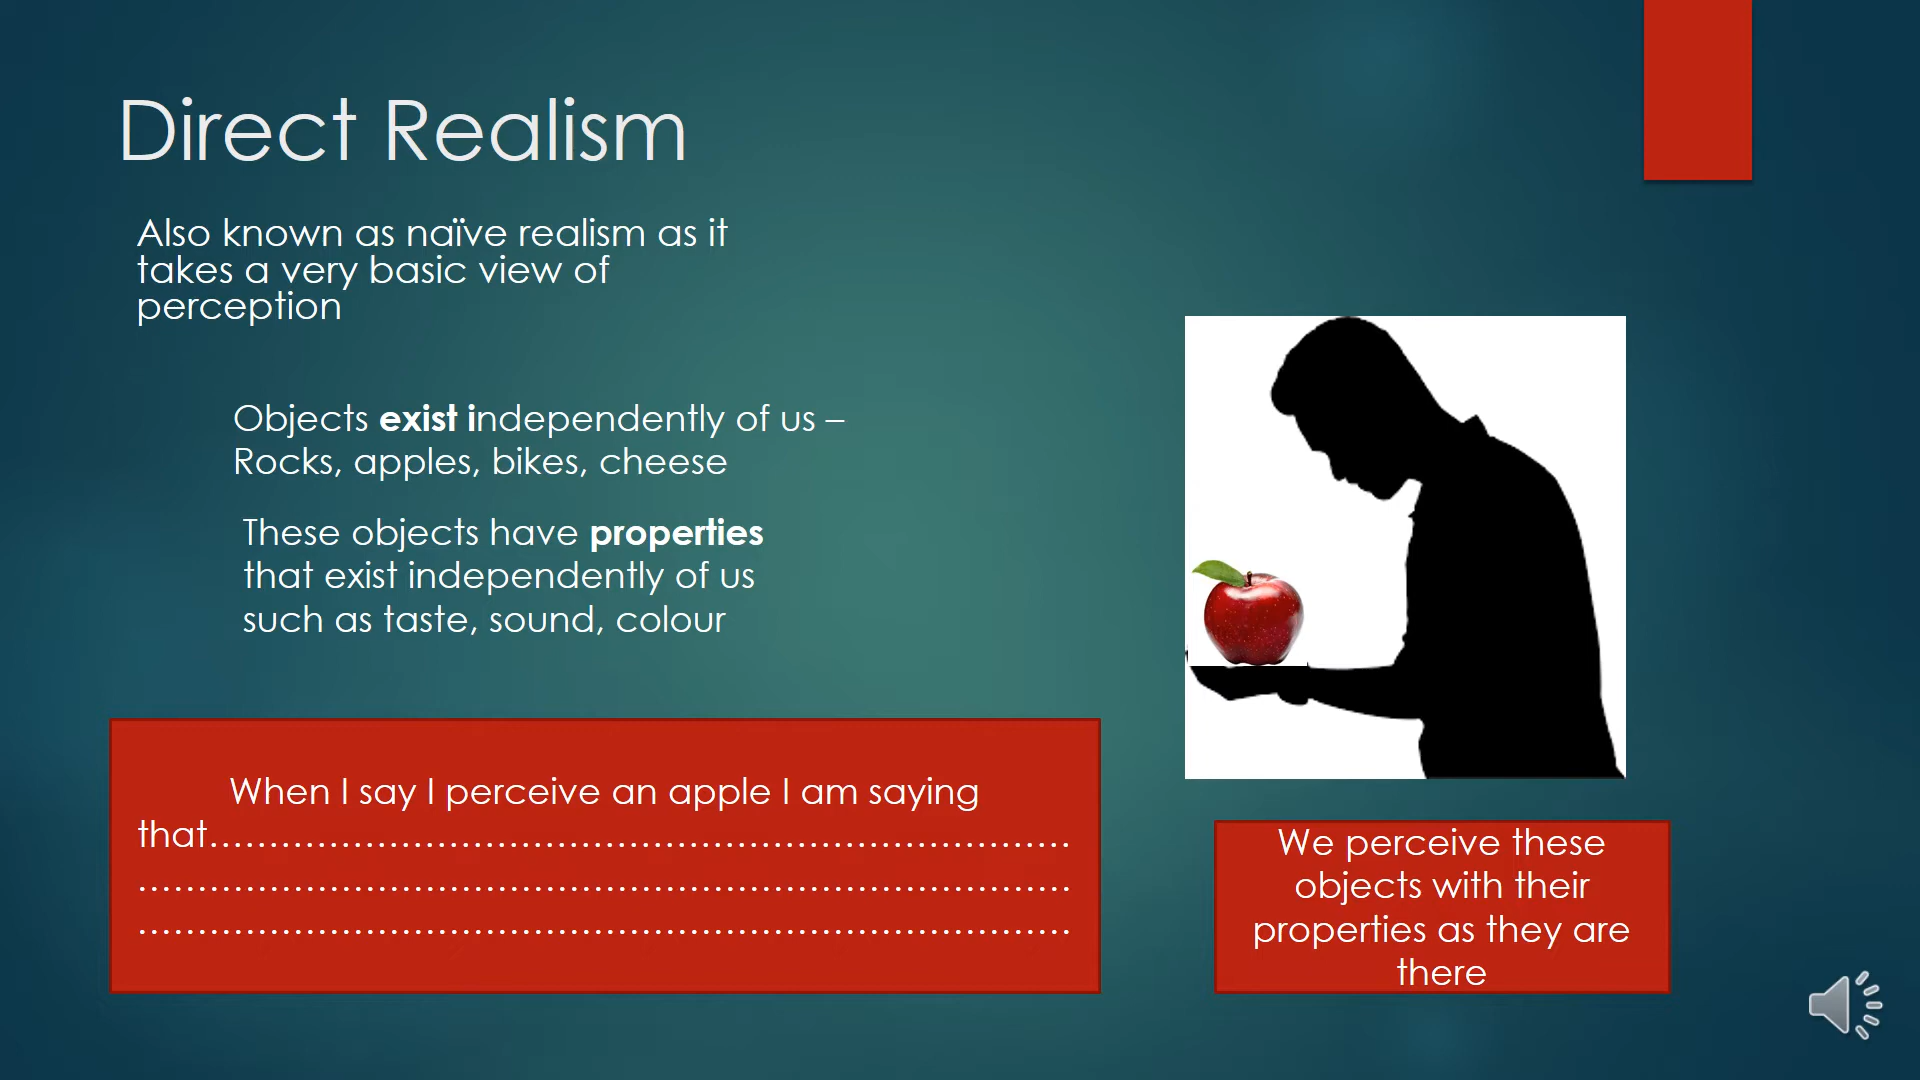 Direct Realism
Also known as naïve realism as it
takes a very basic view of
perception
Objects exist independently of us –
Rocks, apples, bikes, cheese
These objects have properties
that exist independently of us
such as taste, sound, colour
When I say I perceive an apple I am saying
that……………………………………………………………….
…………………………………………………………………….
…………………………………………………………………….
We perceive these
objects with their
properties as they are
there